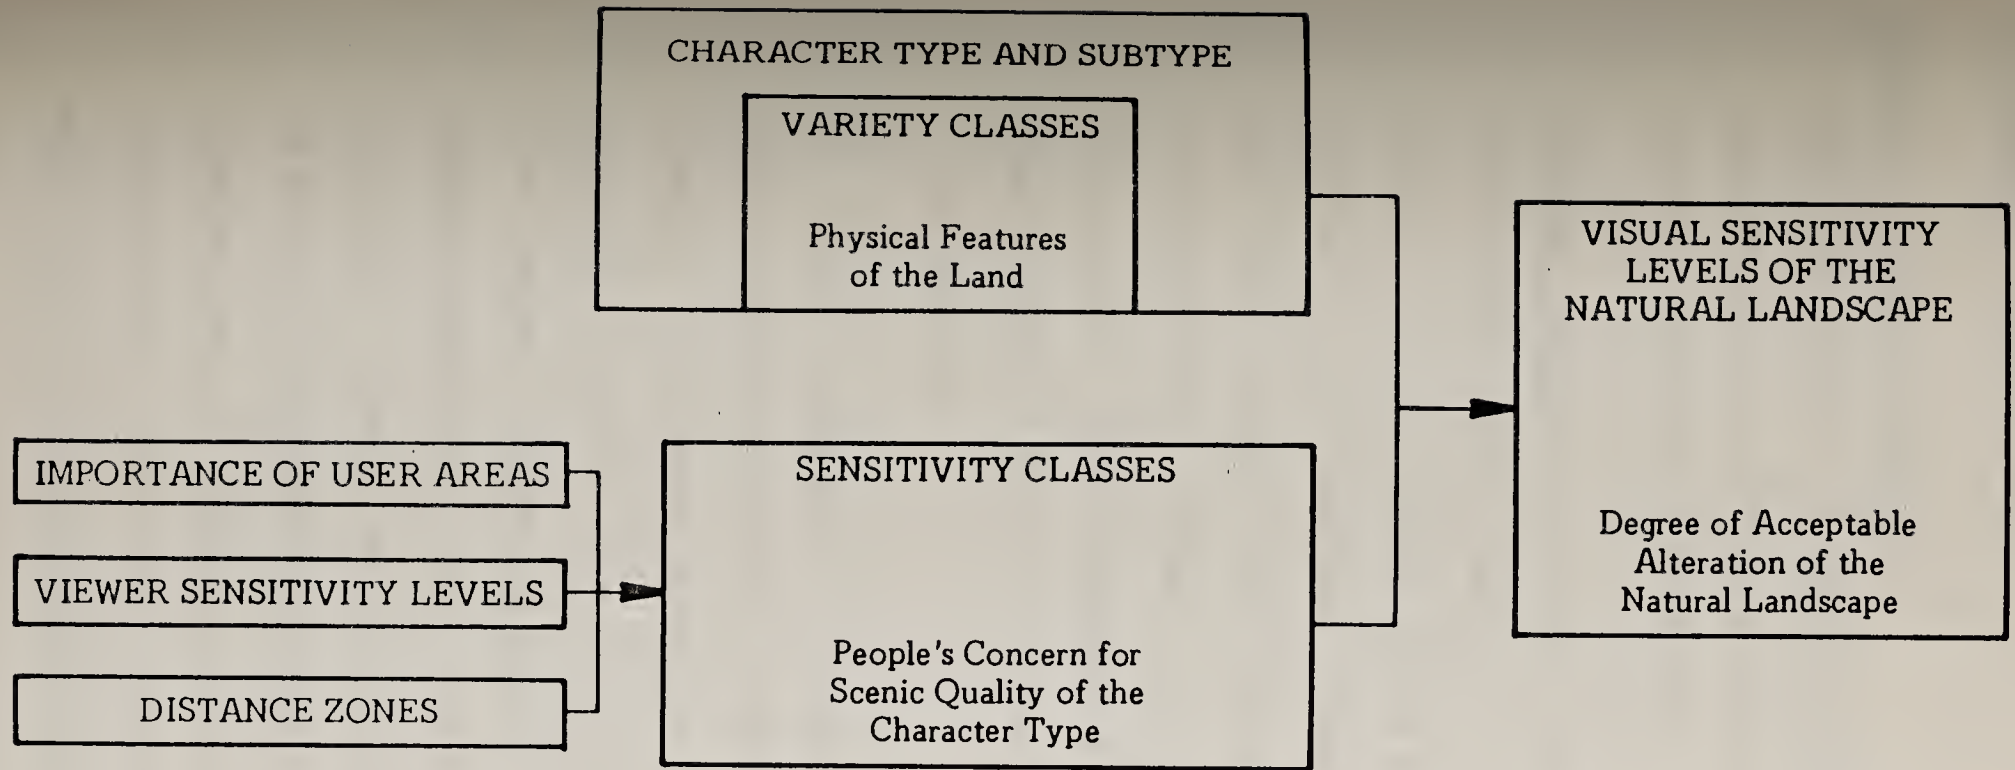 CHARACTER TYPE AND SUBTYPE
VARIETY CLASSES
Physical Features
of the Land
IMPORTANCE OF USER AREAS
VIEWER SENSITIVITY LEVELS
DISTANCE ZONES
SENSITIVITY CLASSES
People's Concern for
Scenic Quality of the
Character Type
VISUAL SENSITIVITY
LEVELS OF THE
NATURAL LANDSCAPE
Degree of Acceptable
Alteration of the
Natural Landscape